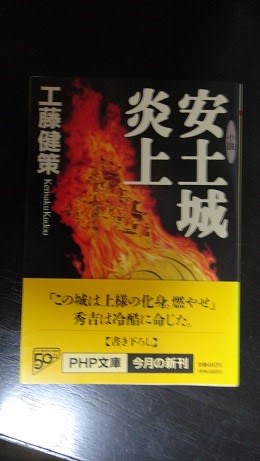 小説
安土城
炎上
工藤健策
Kensaku Kudou
「この城は上様の化身。燃やせ」
秀吉は冷酷に命じた。
【書き下ろし】
50
PHP文庫
今月の新刊